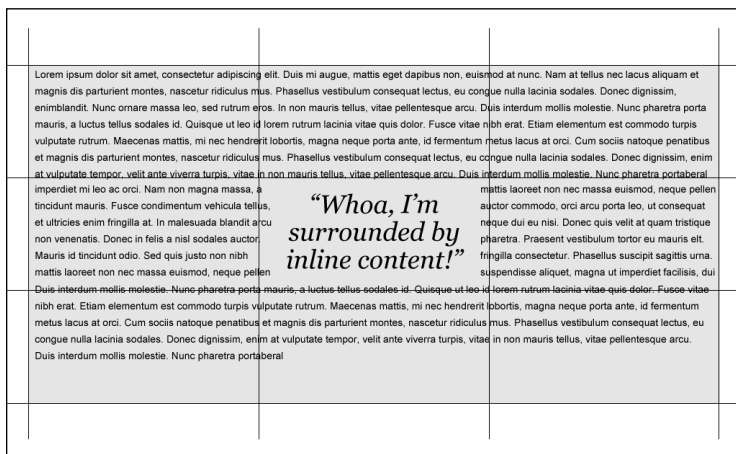 Lorem ipsum dolor sit amet, consectetur adipiscing elit. Duis mi augue, mattis eget dapibus non, euismod at nunc. Nam at tellus nec lacus aliquam et
magnis dis parturient montes, nascetur ridiculus mus. Phasellus vestibulum consequat lectus, eu congue nulla lacinia sodales. Donec dignissim,
enimblandit. Nunc ornare massa leo, sed rutrum eros. In non mauris tellus, vitae pellentesque arcu. Duis interdum mollis molestie. Nunc pharetra porta
mauris, a luctus tellus sodales id. Quisque ut leo id lorem rutrum lacinia vitae quis dolor. Fusce vitae nibh erat. Etiam elementum est commodo turpis
vulputate rutrum. Maecenas mattis, mi nec hendrerit lobortis, magna neque porta ante, id fermentum metus lacus at orci. Cum sociis natoque penatibus
et magnis dis parturient montes, nascetur ridiculus mus. Phasellus vestibulum consequat lectus, eu congue nulla lacinia sodales. Donec dignissim, enim
at vulputate tempor, velit ante viverra turpis, vitae in non mauris tellus, vitae pellentesque arcu. Duis interdum mollis molestie. Nunc pharetra portaberal
imperdiet mi leo ac orci. Nam non magna massa, a
tincidunt mauris. Fusce condimentum vehicula tellus,
et ultricies enim fringilla at. In malesuada blandit arcu
non venenatis. Donec in felis a nisl sodales auctor.
Mauris id tincidunt odio. Sed quis justo non nibh
mattis laoreet non nec massa euismod, neque pellen
“Whoa, I’m
surrounded by
inline content!”
mattis laoreet non nec massa euismod, neque pellen
auctor commodo, orci arcu porta leo, ut consequat
neque dui eu nisi. Donec quis velit at quam tristique
pharetra. Praesent vestibulum tortor eu mauris elt.
fringilla consectetur. Phasellus suscipit sagittis urna.
suspendisse aliquet, magna ut imperdiet facilisis, dui
Duis interdum mollis molestie. Nunc pharetra porta mauris, a luctus tellus sodales id. Quisque ut leo id lorem rutrum lacinia vitae quis dolor. Fusce vitae
nibh erat. Etiam elementum est commodo turpis vulputate rutrum. Maecenas mattis, mi nec hendrerit lobortis, magna neque porta ante, id fermentum
metus lacus at orci. Cum sociis natoque penatibus et magnis dis parturient montes, nascetur ridiculus mus. Phasellus vestibulum consequat lectus, eu
congue nulla lacinia sodales. Donec dignissim, enim at vulputate tempor, velit ante viverra turpis, vitae in non mauris tellus, vitae pellentesque arcu.
Duis interdum mollis molestie. Nunc pharetra portaberal